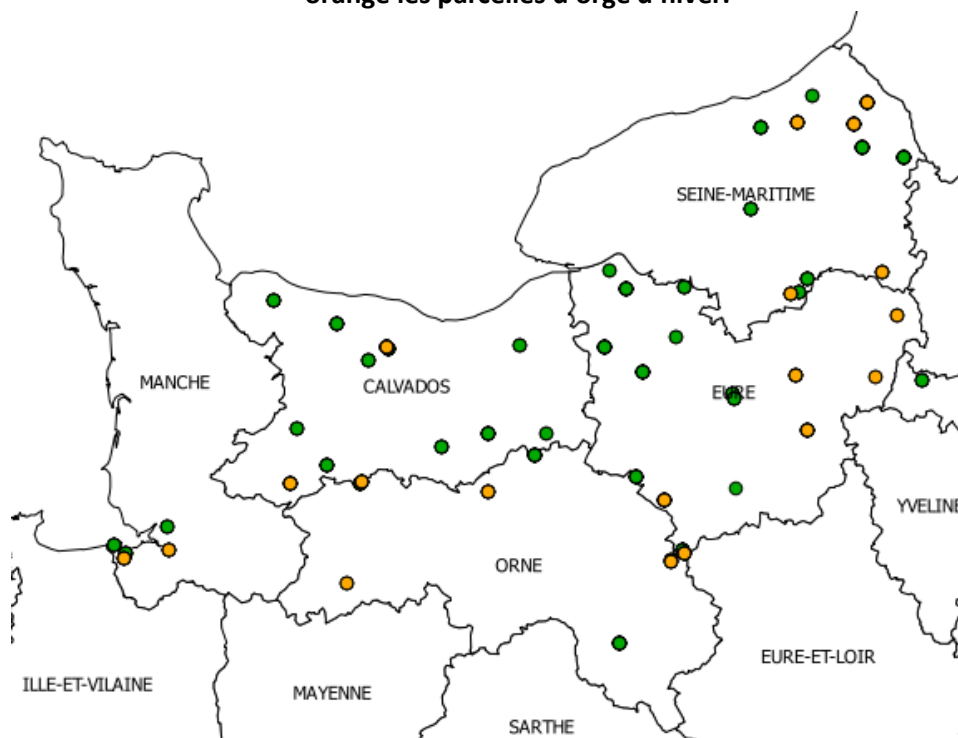 orange les parcelles d'orge d'hiver.
SEINE-MARITIME
MANCHE
CALVADOS
EURE
YVELINE
ORNE
EURE-ET-LOIR
ILLE-ET-VILAINE
MAYENNE
SARTHE